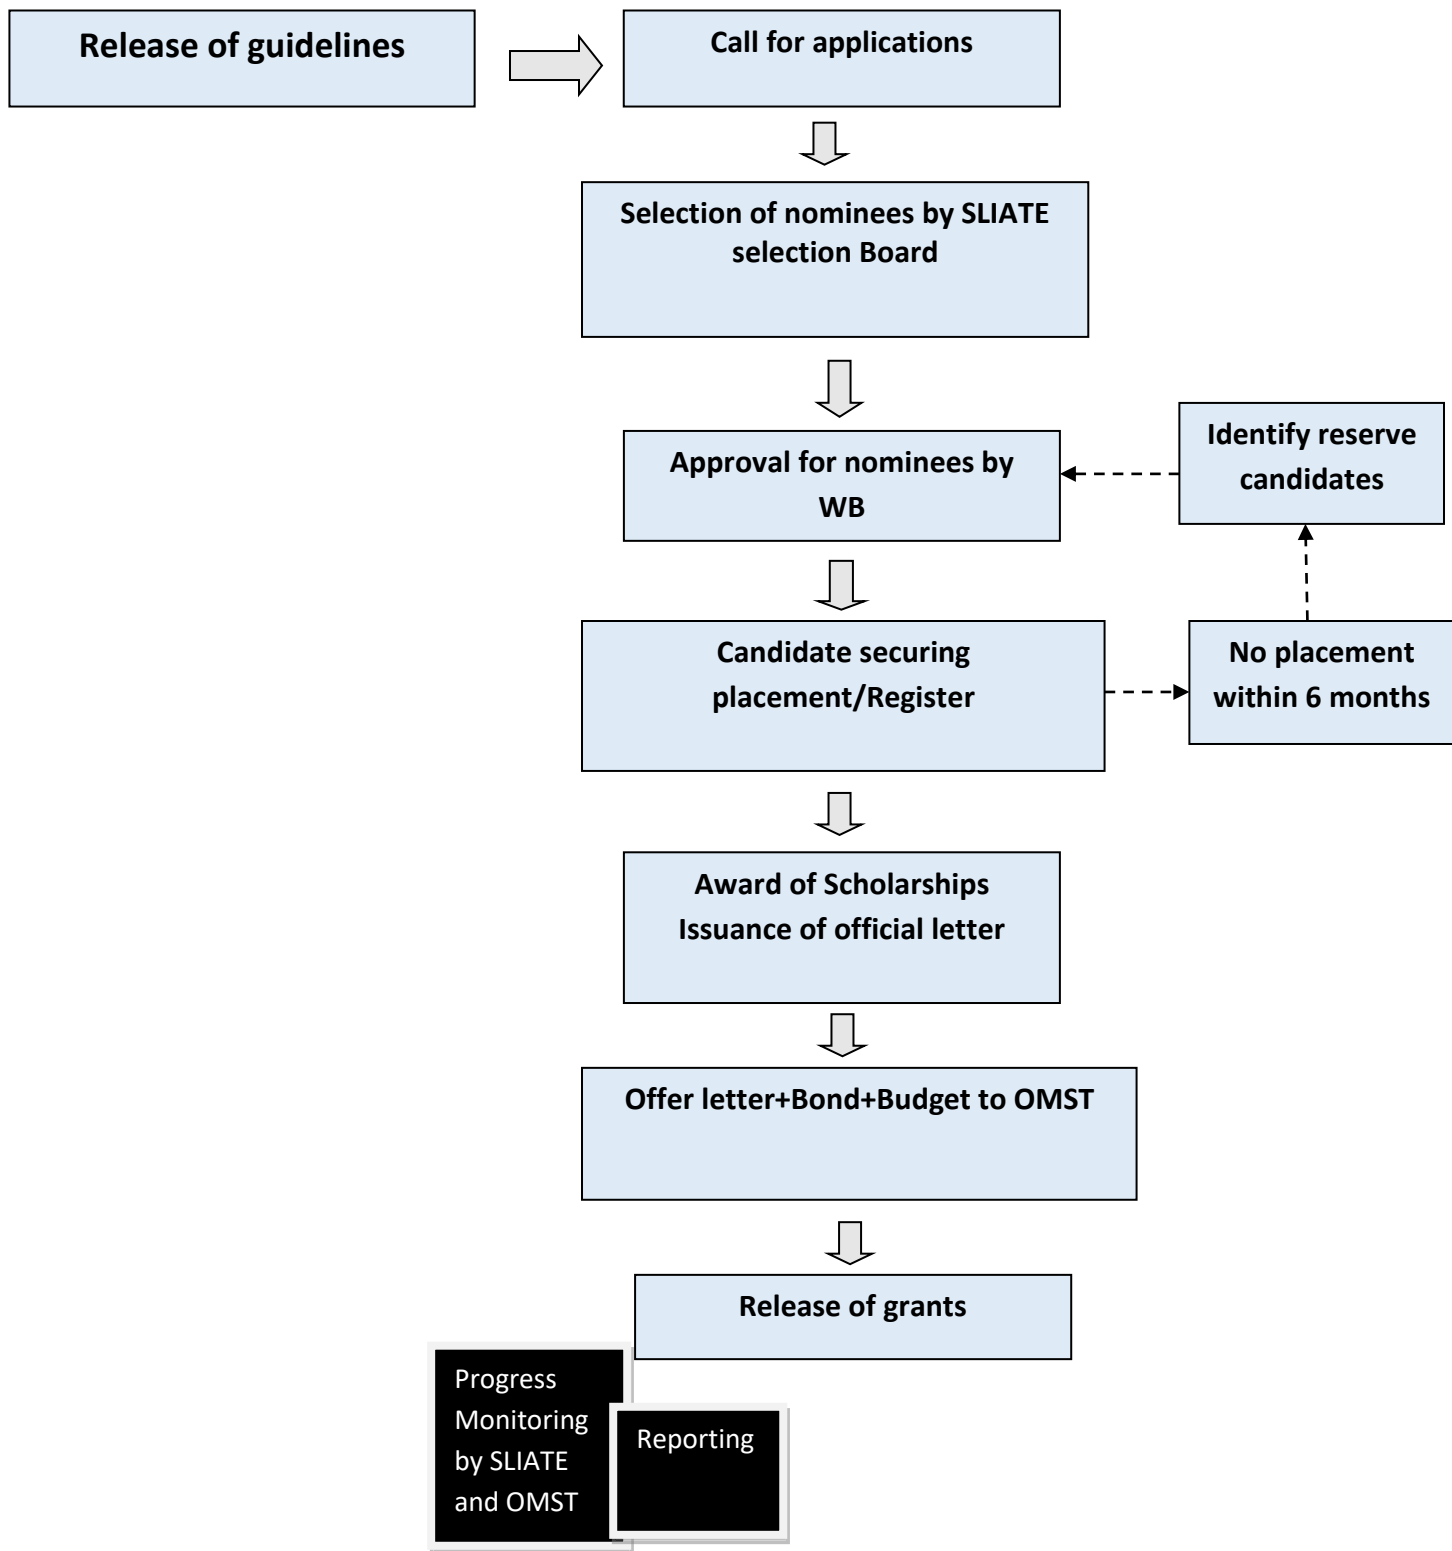 Release of guidelines
Call for applications
Selection of nominees by SLIATE
selection Board
Approval for nominees by
WB
Identify reserve
candidates
Candidate securing
placement/Register
No placement
within 6 months
Award of Scholarships
Issuance of official letter
Offer letter+Bond+Budget to OMST
Release of grants
Progress
Monitoring
by SLIATE
and OMST
Reporting